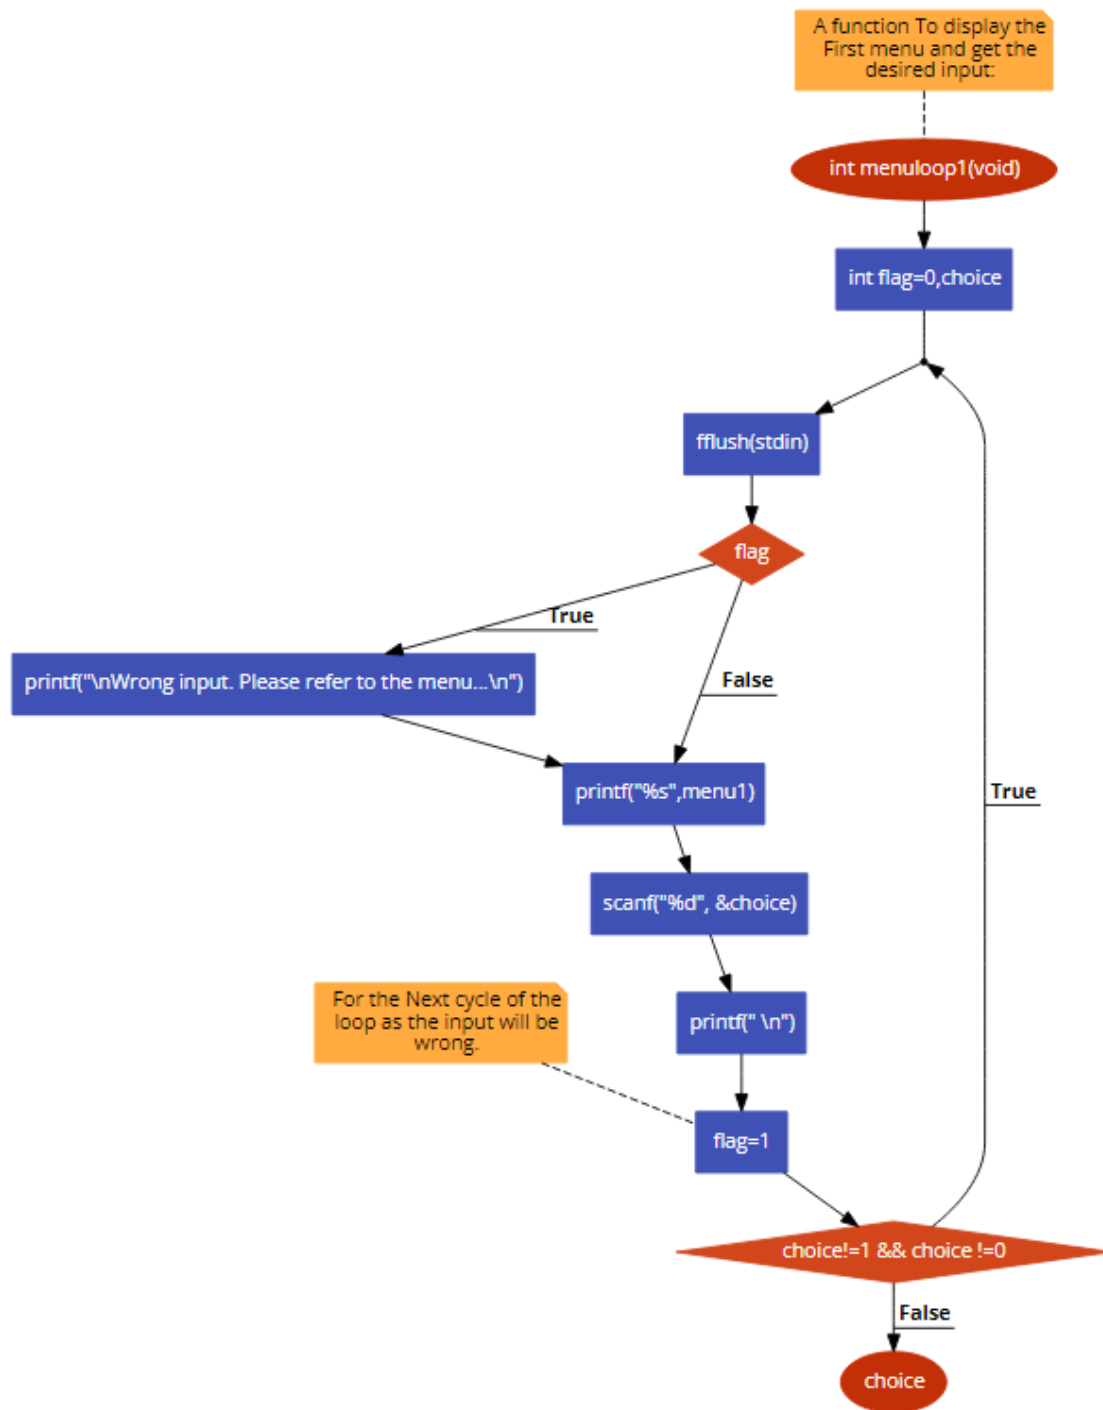 A function To display the
First menu and get the
desired input:
int menuloop1(void)
int flag=0,choice
fflush(stdin)
flag
True
printf("\nWrong input. Please refer to the menu...\n")
False
printf("%s",menu1)
True
scanf("%d", &choice)
For the Next cycle of the
loop as the input will be
wrong.
printf(" \n")
flag=1
choice!=1 && choice !=0
False
choice